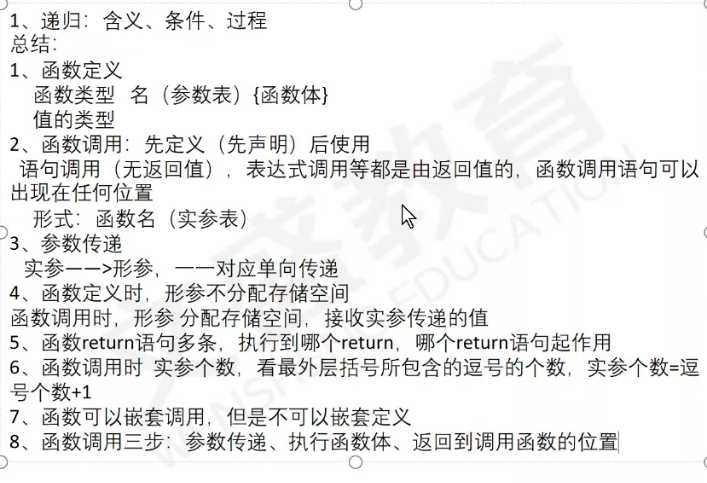 1、递归：含义、条件、过程
总结：
1、函数定义
函数类型 名（参数表）{函数体}
值的类型
2、函数调用：先定义（先声明）后使用
语句调用（无返回值），表达式调用等都是由返回值的，函数调用语句可以
出现在任何位置
形式：函数名（实参表）
3、参数传递
实参——>形参，一一对应单向传递
4、函数定义时，形参不分配存储空间
函数调用时，形参 分配存储空间，接收实参传递的值
5、函数return语句多条，执行到哪个return，哪个return语句起作用
6、函数调用时 实参个数，看最外层括号所包含的逗号的个数，实参个数=逗
号个数+1
7、函数可以嵌套调用，但是不可以嵌套定义
8、函数调用三步：参数传递、执行函数体、返回到调用函数的位置
盛教育
EDUCATION